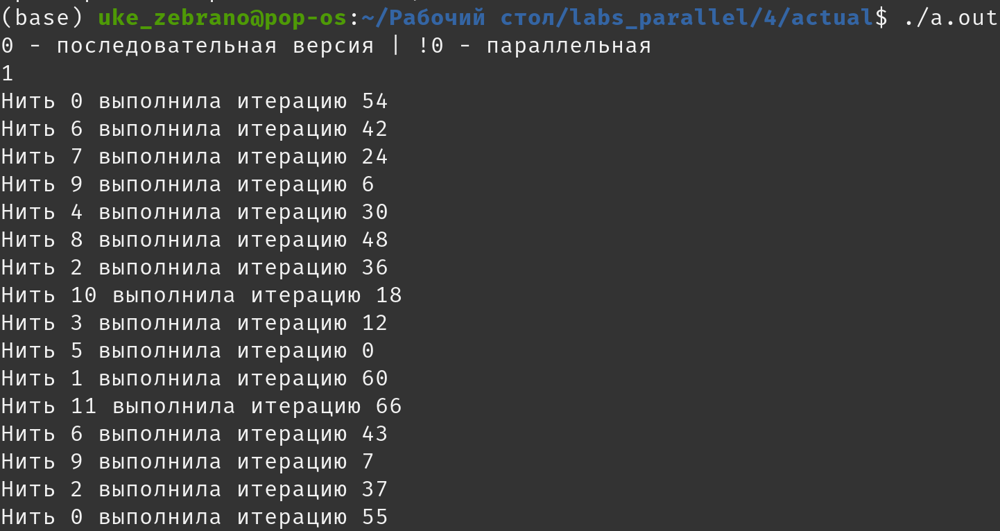 (base) uke_zebrano@pop-os:~/Рабочий стол/labs_parallel/4/actual$ ./a.out
0 - последовательная версия | !0 - параллельная
1
Нить 0 выполнила итерацию 54
Нить 6 выполнила итерацию 42
Нить 7 выполнила итерацию 24
Нить 9 выполнила итерацию 6
Нить 4 выполнила итерацию 30
Нить 8 выполнила итерацию 48
Нить 2 выполнила итерацию 36
Нить 10 выполнила итерацию 18
Нить 3 выполнила итерацию 12
Нить 5 выполнила итерацию 0
Нить 1 выполнила итерацию 60
Нить 11 выполнила итерацию 66
Нить 6 выполнила итерацию 43
Нить 9 выполнила итерацию 7
Нить 2 выполнила итерацию 37
Нить 0 выполнила итерацию 55